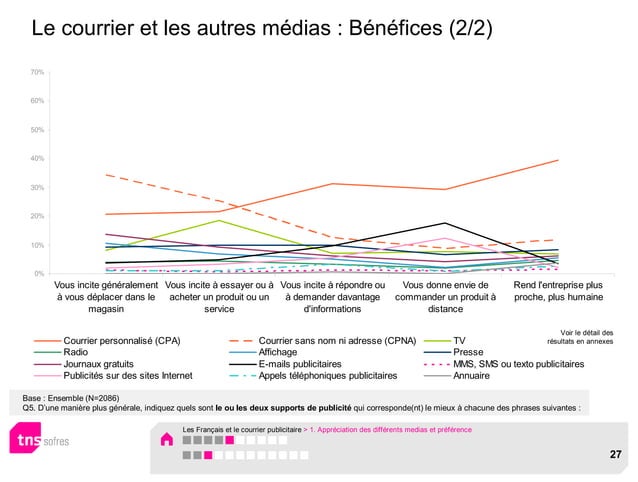 Le courrier et les autres médias : Bénéfices (2/2)
70%
60%
50%
40%
30%
20%
10%
0%
Vous incite généralement
à vous déplacer dans le
magasin
Vous incite à essayer ou à
acheter un produit ou un
service
Vous incite à répondre ou
à demander davantage
d'informations
Vous donne envie de
commander un produit à
distance
Rend l'entreprise plus
proche, plus humaine
Voir le détail des
résultats en annexes
Courrier personnalisé (CPA)
Courrier sans nom ni adresse (CPNA)
TV
Radio
Affichage
Presse
Journaux gratuits
E-mails publicitaires
MMS, SMS ou texto publicitaires
Publicités sur des sites Internet
Appels téléphoniques publicitaires
Annuaire
Base : Ensemble (N=2086)
Q5. D'une manière plus générale, indiquez quels sont le ou les deux supports de publicité qui corresponde(nt) le mieux à chacune des phrases suivantes :
tns sofres
Les Français et le courrier publicitaire > 1. Appréciation des différents medias et préférence
27